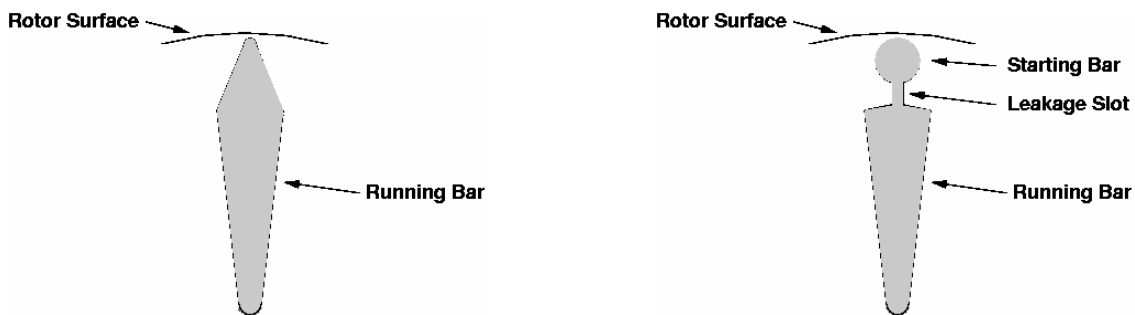 Rotor Surface
Running Bar
Rotor Surface
Starting Bar
Leakage Slot
Running Bar